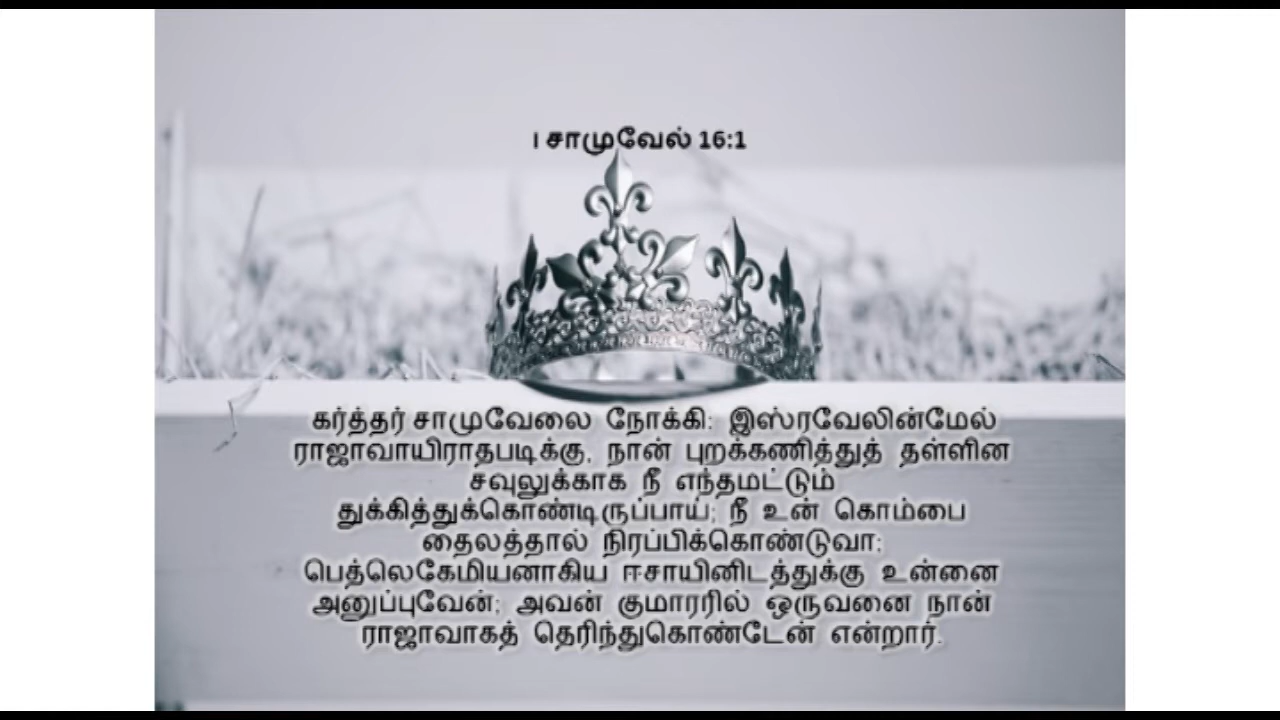 I சாமுவேல் 16:1
கர்த்தர் சாமுவேலை நோக்கி: இஸ்ரவேலின்மேல்
ராஜாவாயிராதபடிக்கு, நான் புறக்கணித்துத் தள்ளின
சவுலுக்காக நீ எந்தமட்டும்
துக்கித்துக்கொண்டிருப்பாய்; நீ உன் கொம்பை
தைலத்தால் நிரப்பிக்கொண்டுவா;
பெத்லெகேமியனாகிய ஈசாயினிடத்துக்கு உன்னை
அனுப்புவேன்; அவன் குமாரரில் ஒருவனை நான்
ராஜாவாகத் தெரிந்துகொண்டேன் என்றார்.